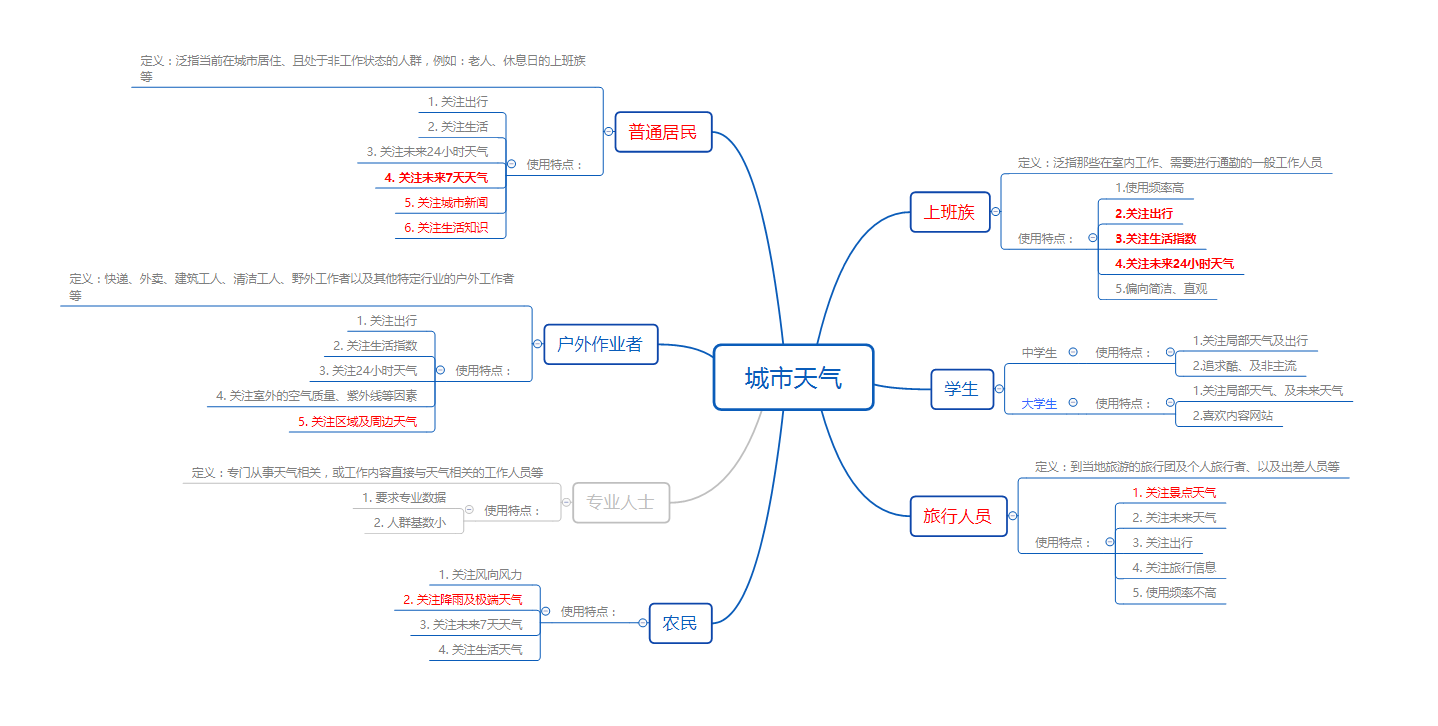 城市天气
普通居民
定义：泛指当前在城市居住、且处于非工作状态的人群，例如：老人、休息日的上班族
等
使用特点：
1. 关注出行
2. 关注生活
3. 关注未来24小时天气
4. 关注未来7天天气
5. 关注城市新闻
6. 关注生活知识
户外作业者
定义：快递、外卖、建筑工人、清洁工人、野外工作者以及其他特定行业的户外工作者
等
使用特点：
1. 关注出行
2. 关注生活指数
3. 关注24小时天气
4. 关注室外的空气质量、紫外线等因素
5. 关注区域及周边天气
专业人士
定义：专门从事天气相关，或工作内容直接与天气相关的工作人员等
使用特点：
1. 要求专业数据
2. 人群基数小
农民
使用特点：
1. 关注风向风力
2. 关注降雨及极端天气
3. 关注未来7天天气
4. 关注生活天气
上班族
定义：泛指那些在室内工作、需要进行通勤的一般工作人员
使用特点：
1.使用频率高
2.关注出行
3.关注生活指数
4.关注未来24小时天气
5.偏向简洁、直观
学生
中学生
使用特点：
1.关注局部天气及出行
2.追求酷、及非主流
大学生
使用特点：
1.关注局部天气、及未来天气
2.喜欢内容网站
旅行人员
定义：到当地旅游的旅行团及个人旅行者、以及出差人员等
使用特点：
1. 关注景点天气
2. 关注未来天气
3. 关注出行
4. 关注旅行信息
5. 使用频率不高